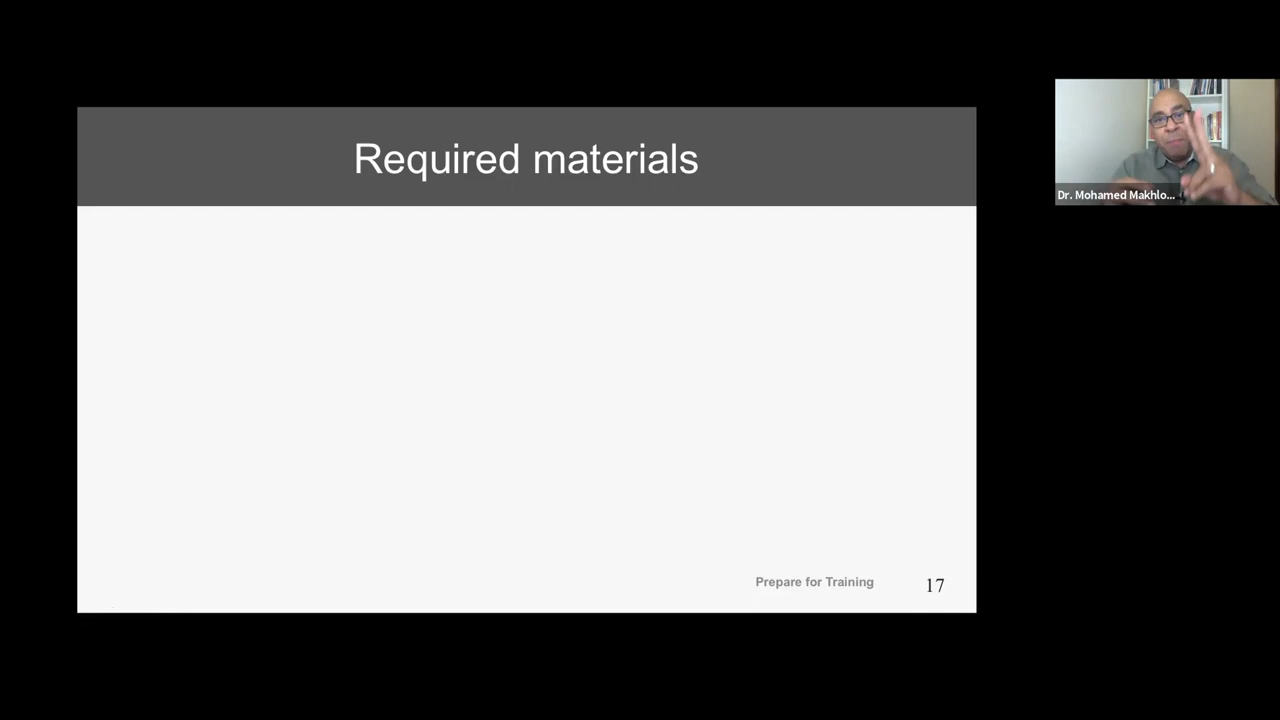 Required materials
Dr. Mohamed Makhlo...
Prepare for Training
17